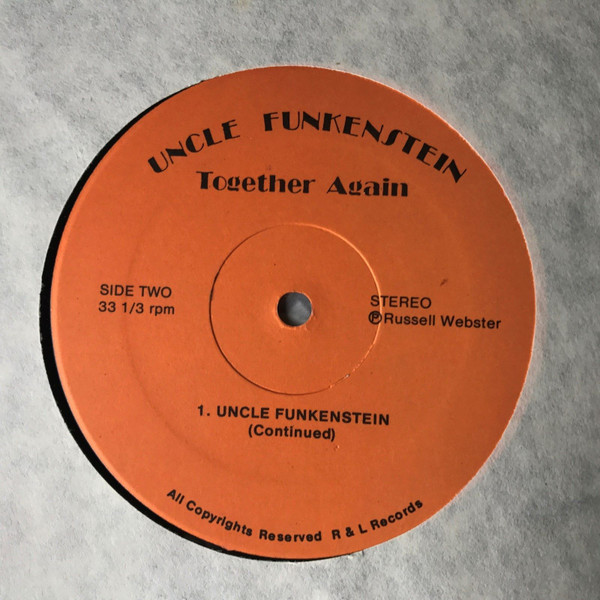 UNCLE FUNKENSTEIN
Together Again
SIDE TWO
33 1/3 rpm
STEREO
℗Russell Webster
1. UNCLE FUNKENSTEIN
(Continued)
All Copyrights Reserved R & L Records